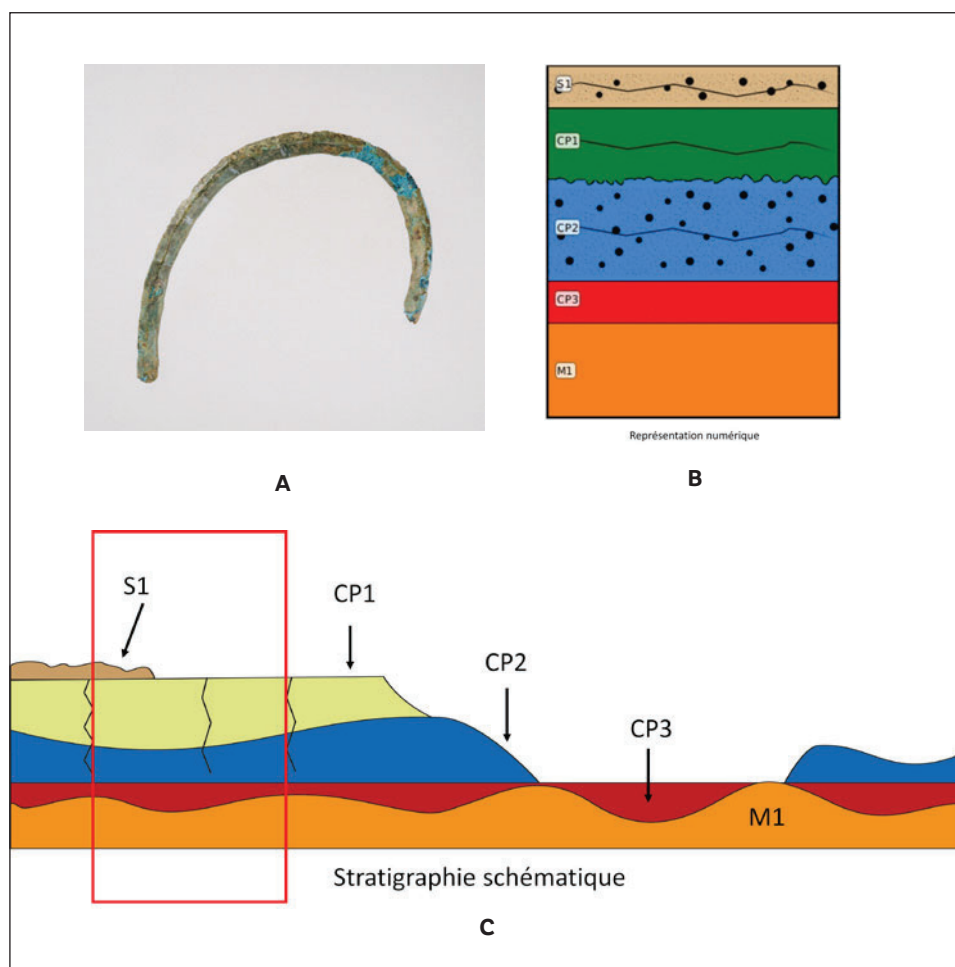 S1
CP1
CP2
CP3
M1
Représentation numérique
A
B
S1
CP1
CP2
CP3
M1
Stratigraphie schématique
C